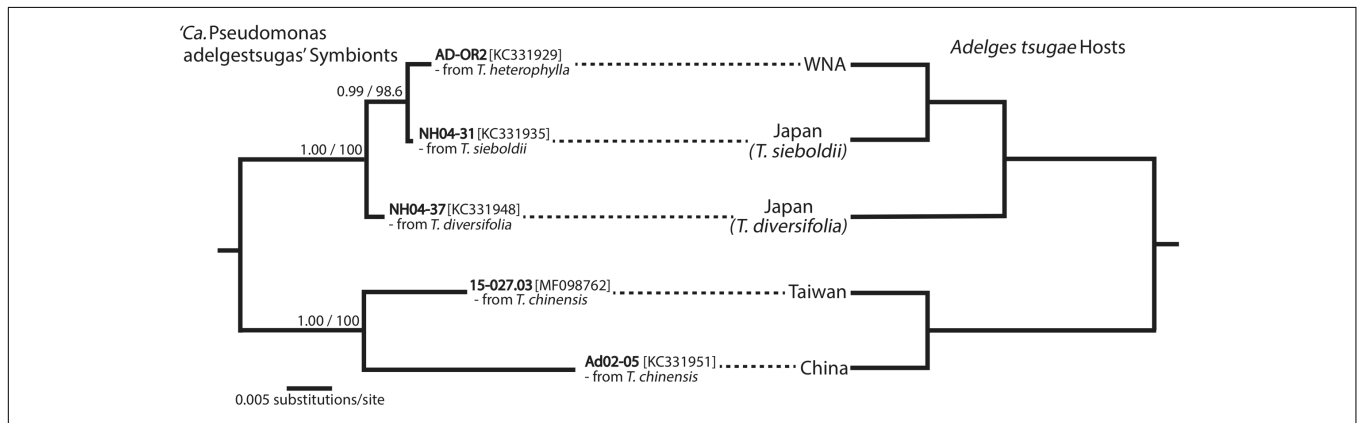 ‘Ca. Pseudomonas
adelgestsugas’ Symbionts
Adelges tsugae Hosts
AD-OR2 [KC331929]
- from T. heterophylla
WNA
0.99 / 98.6
NH04-31 [KC331935]
- from T. sieboldii
Japan
(T. sieboldii)
1.00 / 100
NH04-37 [KC331948]
- from T. diversifolia
Japan
(T. diversifolia)
15-027.03 [MF098762]
- from T. chinensis
Taiwan
1.00 / 100
Ad02-05 [KC331951]
- from T. chinensis
China
0.005 substitutions/site